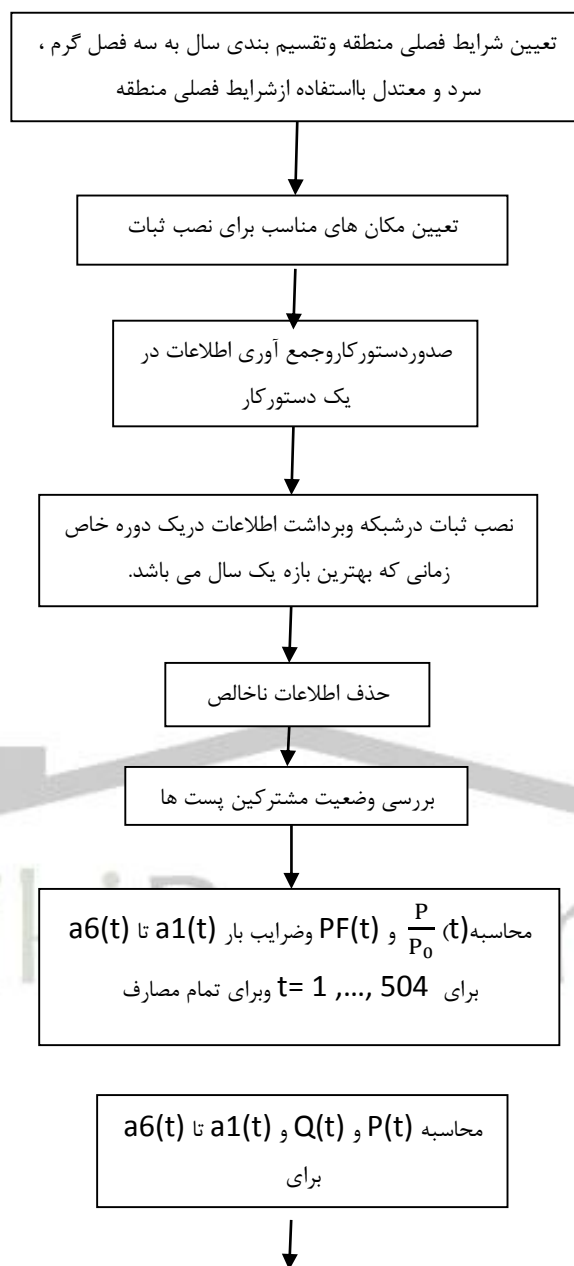 تعیین شرایط فصلی منطقه وتقسیم بندی سال به سه فصل گرم ،
سرد و معتدل بااستفاده ازشرایط فصلی منطقه
تعیین مکان های مناسب برای نصب ثبات
صدوردستورکاروجمع آوری اطلاعات در
یک دستورکار
نصب ثبات درشبکه وبرداشت اطلاعات دریک دوره خاص
زمانی که بهترین بازه یک سال می باشد.
حذف اطلاعات ناخالص
بررسی وضعیت مشترکین پست ها
محاسبه P/P₀ (t) و PF(t) وضرایب بار a1(t) تا a6(t)
برای t= 1 ,..., 504 وبرای تمام مصارف
محاسبه P(t) و Q(t) و a1(t) تا a6(t)
برای